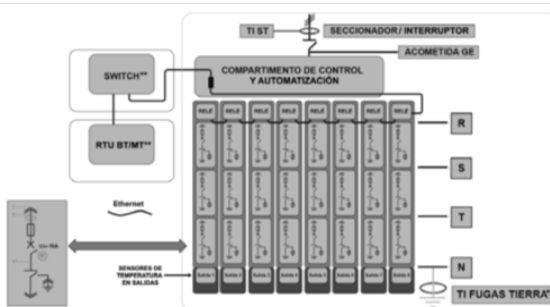 TI ST
SECCIONADOR / INTERRUPTOR
ACOMETIDA GE
SWITCH**
COMPARTIMENTO DE CONTROL
Y AUTOMATIZACIÓN
RELÉ RELÉ RELÉ RELÉ RELÉ RELÉ RELÉ RELÉ
R
RTU BT/MT**
S
Ethernet
T
SENSORES DE
TEMPERATURA
EN SALIDAS
N
TI FUGAS TIERRA*